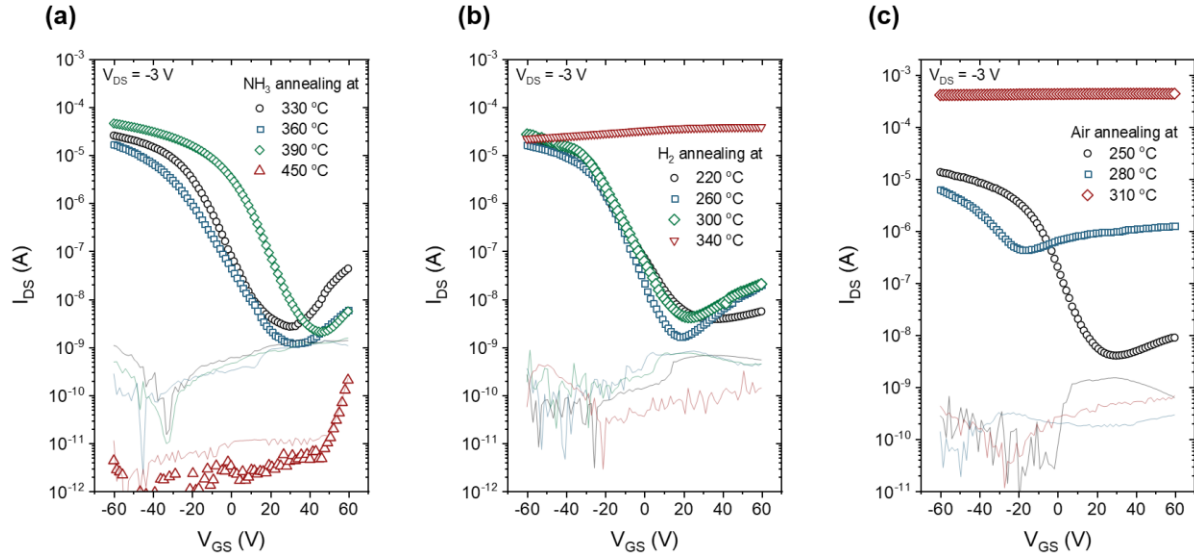 (a)
V_DS = -3 V
NH₃ annealing at
330 °C
360 °C
390 °C
450 °C
10⁻³
10⁻⁴
10⁻⁵
10⁻⁶
10⁻⁷
10⁻⁸
10⁻⁹
10⁻¹⁰
10⁻¹¹
10⁻¹²
I_DS (A)
-60 -40 -20 0 20 40 60
V_GS (V)
(b)
V_DS = -3 V
H₂ annealing at
220 °C
260 °C
300 °C
340 °C
10⁻³
10⁻⁴
10⁻⁵
10⁻⁶
10⁻⁷
10⁻⁸
10⁻⁹
10⁻¹⁰
10⁻¹¹
10⁻¹²
I_DS (A)
-60 -40 -20 0 20 40 60
V_GS (V)
(c)
V_DS = -3 V
Air annealing at
250 °C
280 °C
310 °C
10⁻³
10⁻⁴
10⁻⁵
10⁻⁶
10⁻⁷
10⁻⁸
10⁻⁹
10⁻¹⁰
10⁻¹¹
I_DS (A)
-60 -40 -20 0 20 40 60
V_GS (V)